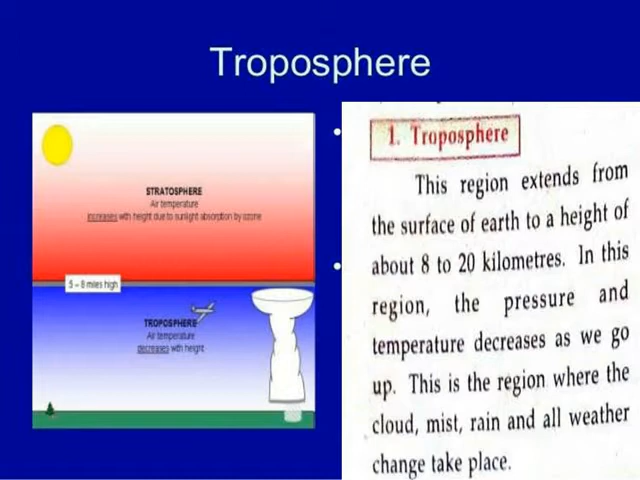 Troposphere
STRATOSPHERE
Air temperature
increases with height due to sunlight absorption by ozone
5 – 8 miles high
TROPOSPHERE
Air temperature
decreases with height
1. Troposphere
This region extends from
the surface of earth to a height of
about 8 to 20 kilometres. In this
region, the pressure and
temperature decreases as we go
up. This is the region where the
cloud, mist, rain and all weather
change take place.